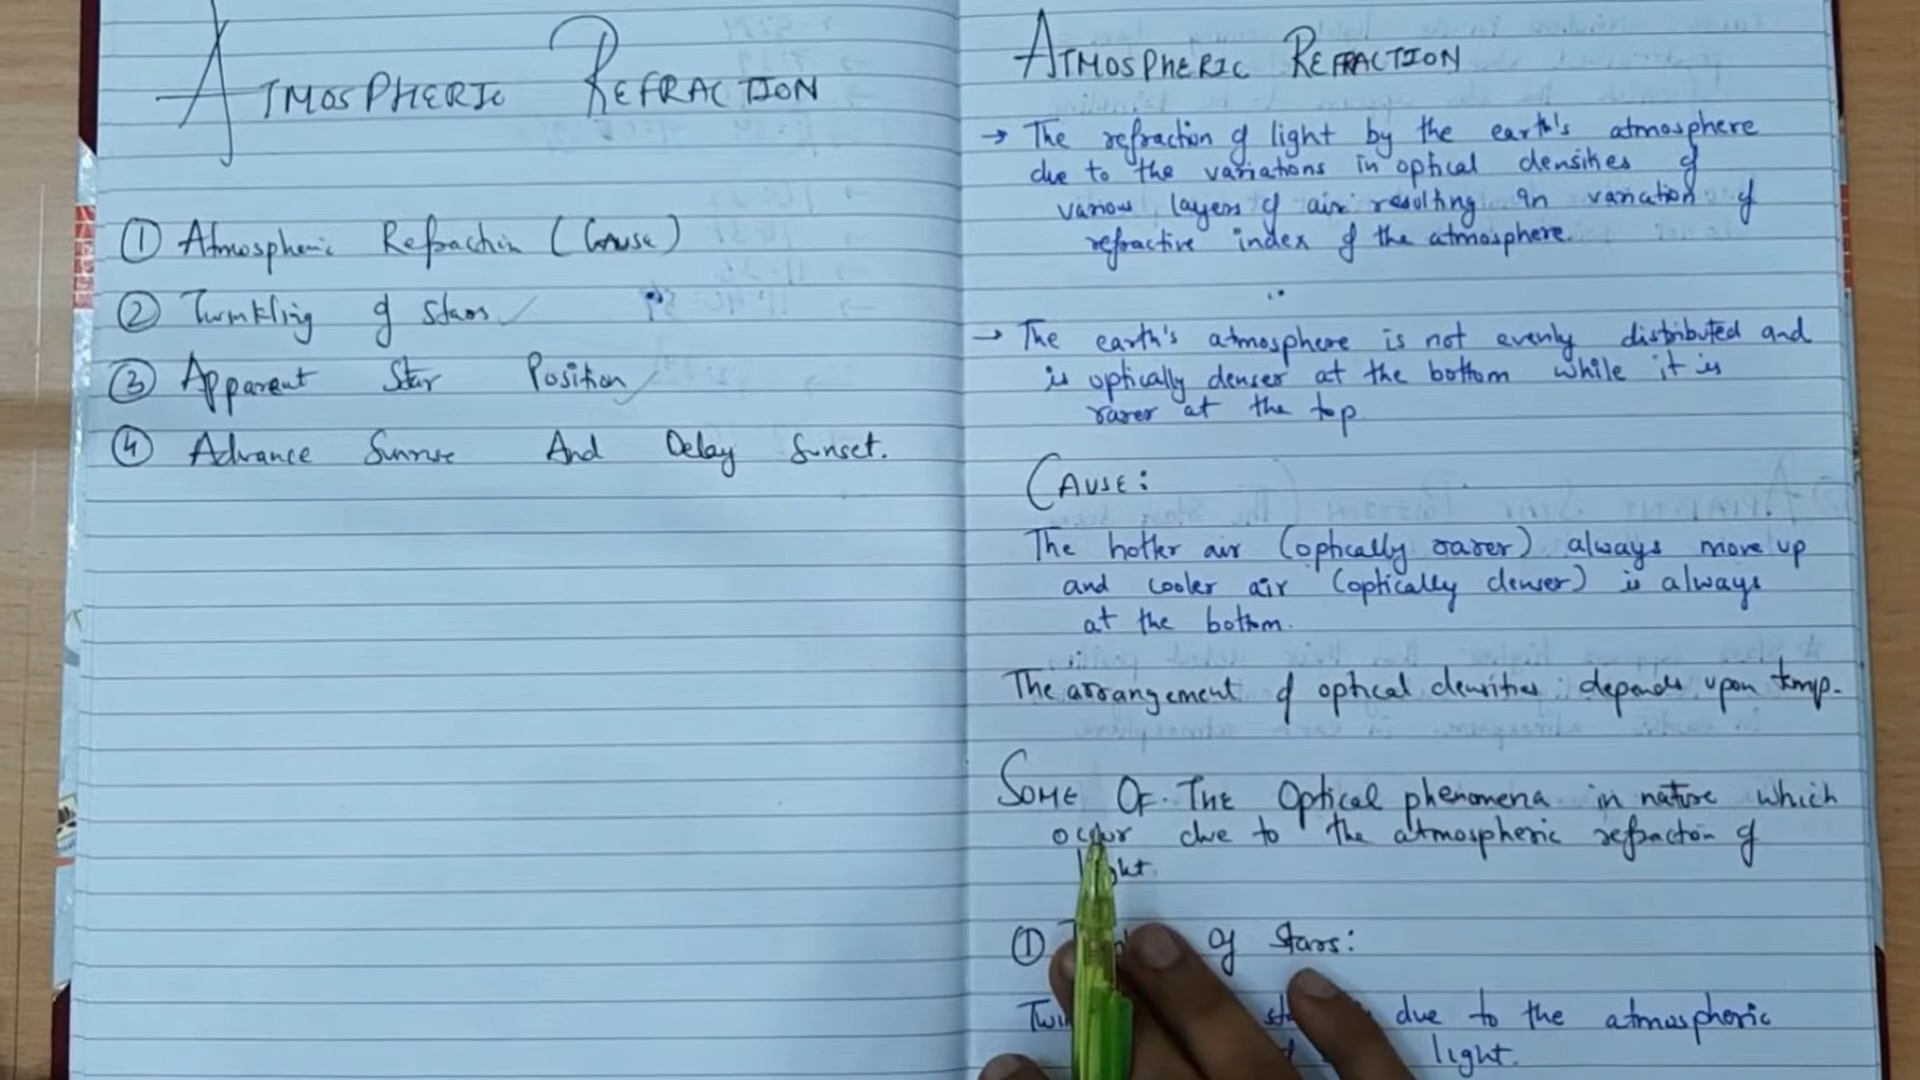 ATMOSPHERIC REFRACTION
① Atmospheric Refraction (Cause)
② Twinkling of stars ✓
③ Apparent Star Position ✓
④ Advance Sunrise And Delay Sunset.
ATMOSPHERIC REFRACTION
→ The refraction of light by the earth's atmosphere
due to the variations in optical densities of
various layers of air resulting in variation of
refractive index of the atmosphere.
→ The earth's atmosphere is not evenly distributed and
is optically denser at the bottom while it is
rarer at the top.
CAUSE:
The hotter air (optically rarer) always move up
and cooler air (optically denser) is always
at the bottom.
The arrangement of optical densities depends upon temp.
SOME OF THE Optical phenomena in nature which
occur due to the atmospheric refraction of
light.
① of Stars:
due to the atmospheric
light.